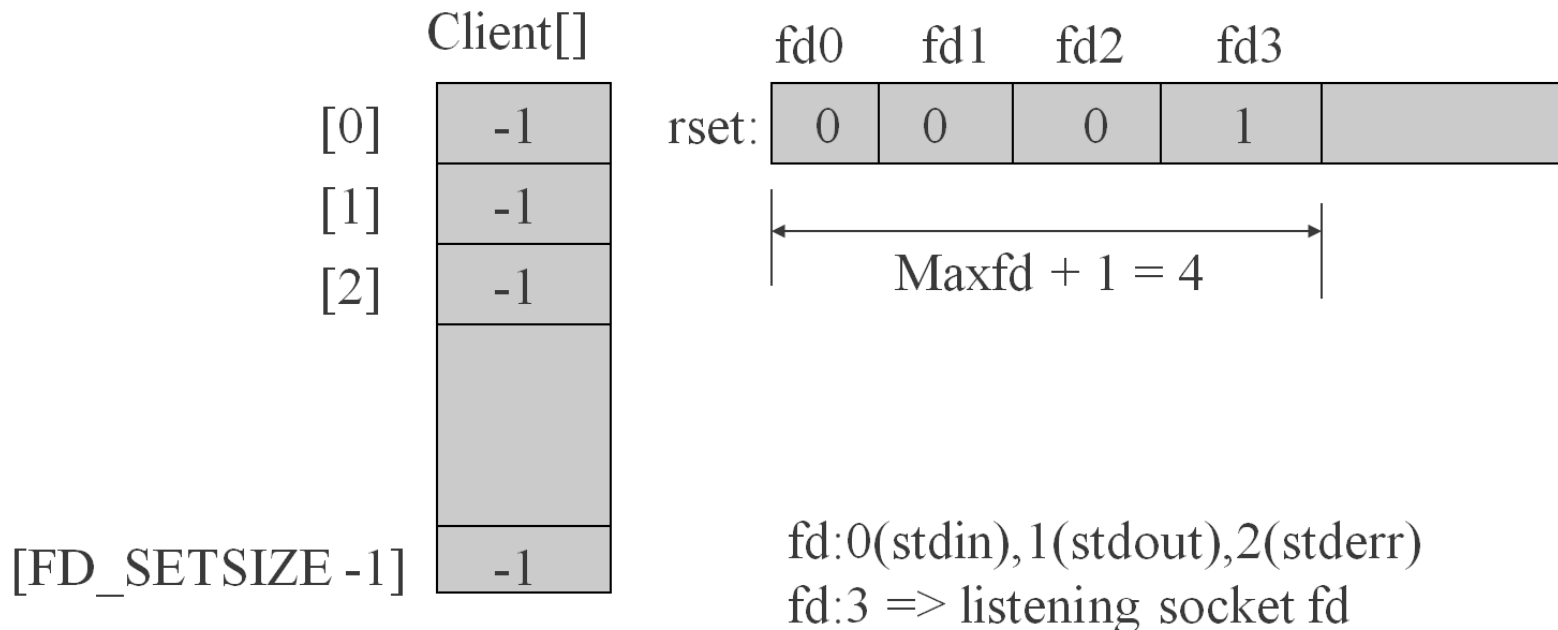 Client[]
fd0 fd1 fd2 fd3
[0] -1 rset: 0 0 0 1
[1] -1
[2] -1
Maxfd + 1 = 4
[FD_SETSIZE -1] -1
fd:0(stdin),1(stdout),2(stderr)
fd:3 => listening socket fd